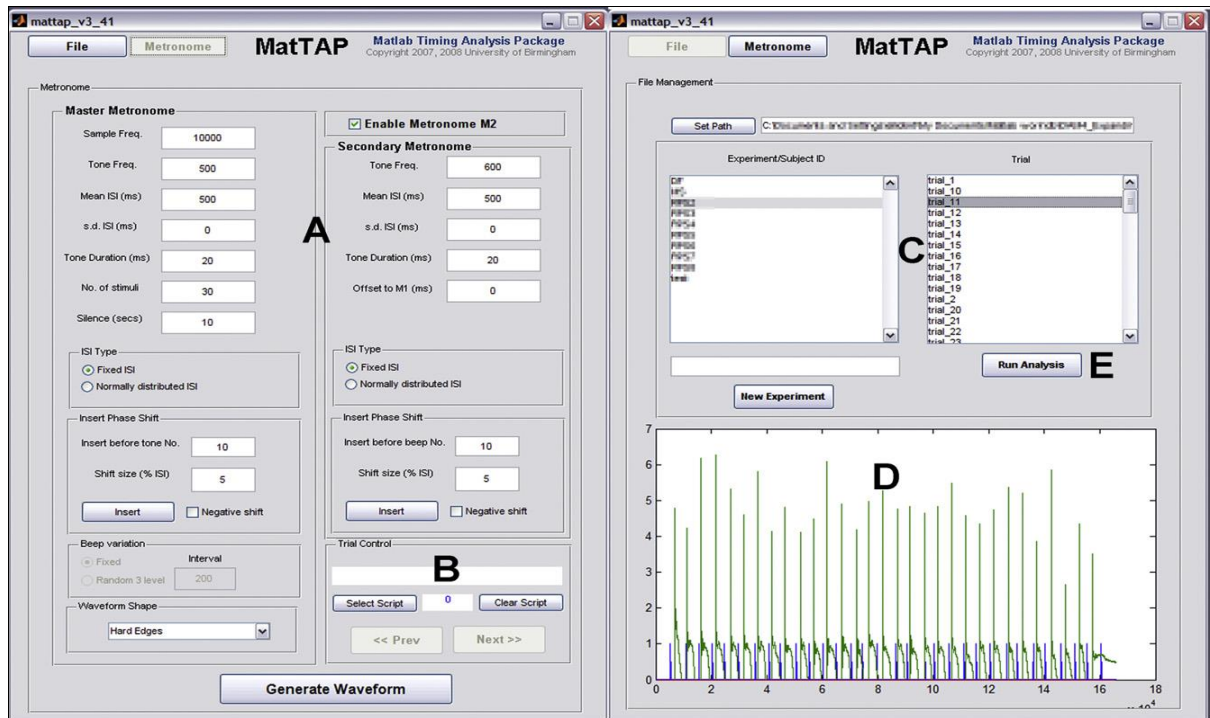 mattap_v3_41
File
Metronome
MatTAP
Matlab Timing Analysis Package
Copyright 2007, 2008 University of Birmingham
Metronome
Master Metronome
Sample Freq.
10000
Tone Freq.
500
Mean ISI (ms)
500
s.d. ISI (ms)
0
Tone Duration (ms)
20
No. of stimuli
30
Silence (secs)
10
ISI Type
Fixed ISI
Normally distributed ISI
Insert Phase Shift
Insert before tone No.
10
Shift size (% ISI)
5
Insert
Negative shift
Beep variation
Fixed
Interval
Random 3 level
200
Waveform Shape
Hard Edges
A
Enable Metronome M2
Secondary Metronome
Tone Freq.
600
Mean ISI (ms)
500
s.d. ISI (ms)
0
Tone Duration (ms)
20
Offset to M1 (ms)
0
ISI Type
Fixed ISI
Normally distributed ISI
Insert Phase Shift
Insert before beep No.
10
Shift size (% ISI)
5
Insert
Negative shift
Trial Control
B
Select Script
0
Clear Script
<< Prev
Next >>
Generate Waveform
mattap_v3_41
File
Metronome
MatTAP
Matlab Timing Analysis Package
Copyright 2007, 2008 University of Birmingham
File Management
Set Path
Experiment/Subject ID
Trial
trial_1
trial_10
trial_11
trial_12
trial_13
trial_14
trial_15
trial_16
trial_17
trial_18
trial_19
trial_2
trial_20
trial_21
trial_22
trial_23
C
Run Analysis
E
New Experiment
D
7
6
5
4
3
2
1
0
0 2 4 6 8 10 12 14 16 18